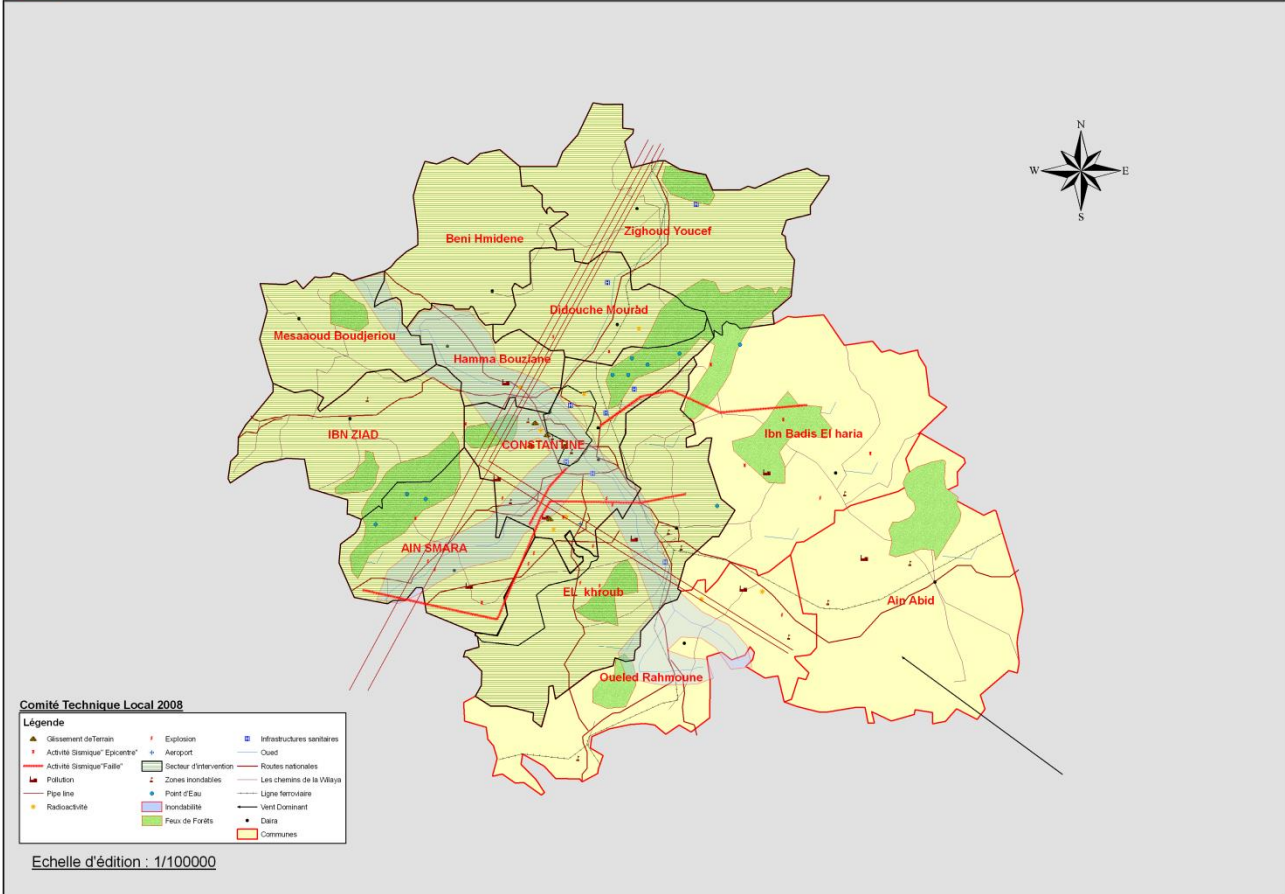 N
W
E
S
Zighoud Youcef
Beni Hmidene
Didouche Mourad
Mesaaoud Boudjeriou
Hamma Bouziane
IBN ZIAD
CONSTANTINE
Ibn Badis El haria
AIN SMARA
EL khroub
Ain Abid
Oueled Rahmoune
Comité Technique Local 2008
Légende
Glissement deTerrain
Activité Sismique" Epicentre"
Activité Sismique"Faille"
Pollution
Pipe line
Radioactivité
Explosion
Aeroport
Secteur d'intervention
Zones inondables
Point d'Eau
Inondabilité
Feux de Forêts
Infrastructures sanitaires
Oued
Routes nationales
Les chemins de la Wilaya
Ligne ferroviaire
Vent Dominant
Daira
Communes
Echelle d'édition : 1/100000